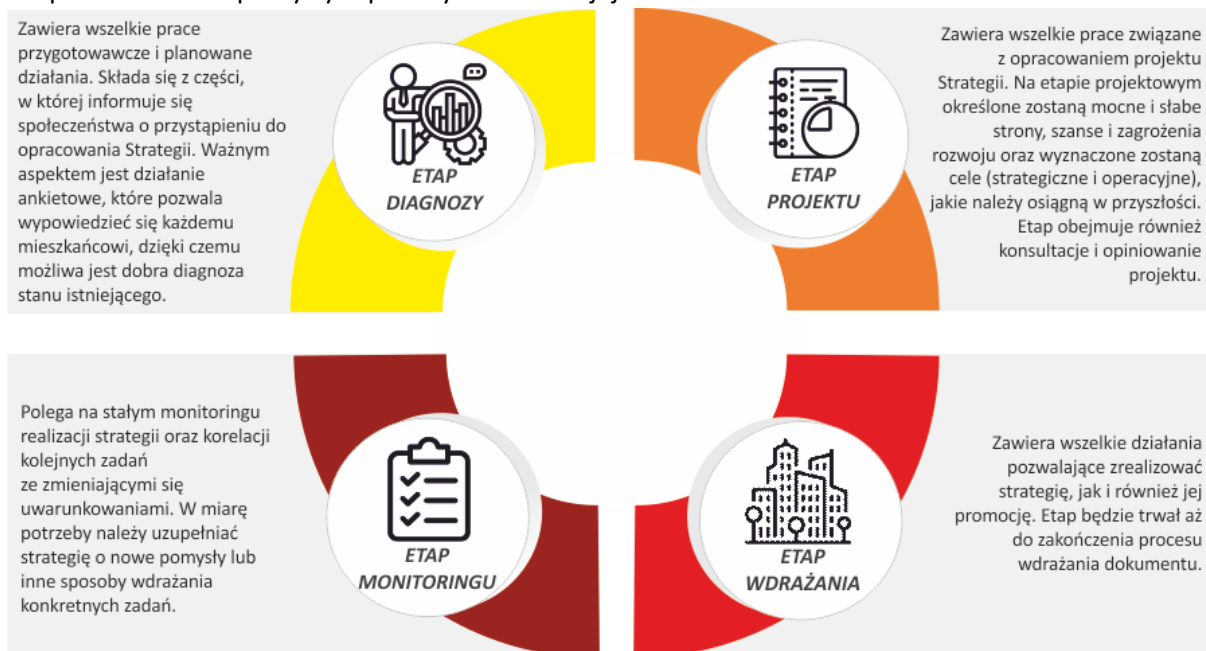 Zawiera wszelkie prace
przygotowawcze i planowane
działania. Składa się z części,
w której informuje się
społeczeństwa o przystąpieniu do
opracowania Strategii. Ważnym
aspektem jest działanie
ankietowe, które pozwala
wypowiedzieć się każdemu
mieszkańcowi, dzięki czemu
możliwa jest dobra diagnoza
stanu istniejącego.
ETAP
DIAGNOZY
Zawiera wszelkie prace związane
z opracowaniem projektu
Strategii. Na etapie projektowym
określone zostaną mocne i słabe
strony, szanse i zagrożenia
rozwoju oraz wyznaczone zostaną
cele (strategiczne i operacyjne),
jakie należy osiągną w przyszłości.
Etap obejmuje również
konsultacje i opiniowanie
projektu.
ETAP
PROJEKTU
Polega na stałym monitoringu
realizacji strategii oraz korelacji
kolejnych zadań
ze zmieniającymi się
uwarunkowaniami. W miarę
potrzeby należy uzupełniać
strategię o nowe pomysły lub
inne sposoby wdrażania
konkretnych zadań.
ETAP
MONITORINGU
Zawiera wszelkie działania
pozwalające zrealizować
strategię, jak i również jej
promocję. Etap będzie trwał aż
do zakończenia procesu
wdrażania dokumentu.
ETAP
WDRAŻANIA